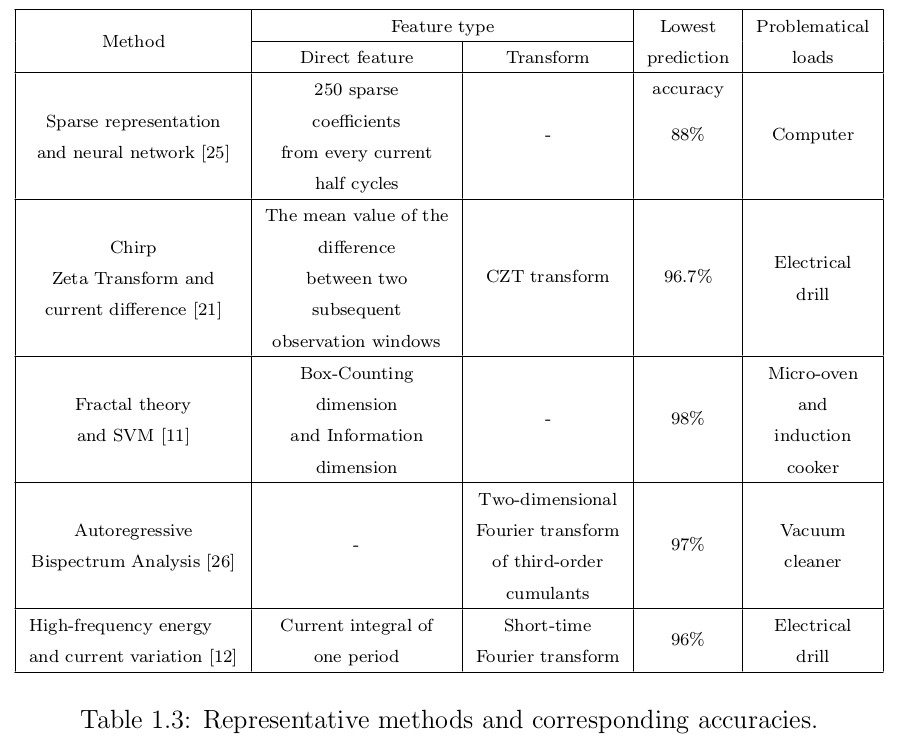 Method
Feature type
Lowest
prediction
accuracy
Problematical
loads
Direct feature
Transform
Sparse representation
and neural network [25]
250 sparse
coefficients
from every current
half cycles
-
88%
Computer
Chirp
Zeta Transform and
current difference [21]
The mean value of the
difference
between two
subsequent
observation windows
CZT transform
96.7%
Electrical
drill
Fractal theory
and SVM [11]
Box-Counting
dimension
and Information
dimension
-
98%
Micro-oven
and
induction
cooker
Autoregressive
Bispectrum Analysis [26]
-
Two-dimensional
Fourier transform
of third-order
cumulants
97%
Vacuum
cleaner
High-frequency energy
and current variation [12]
Current integral of
one period
Short-time
Fourier transform
96%
Electrical
drill
Table 1.3: Representative methods and corresponding accuracies.